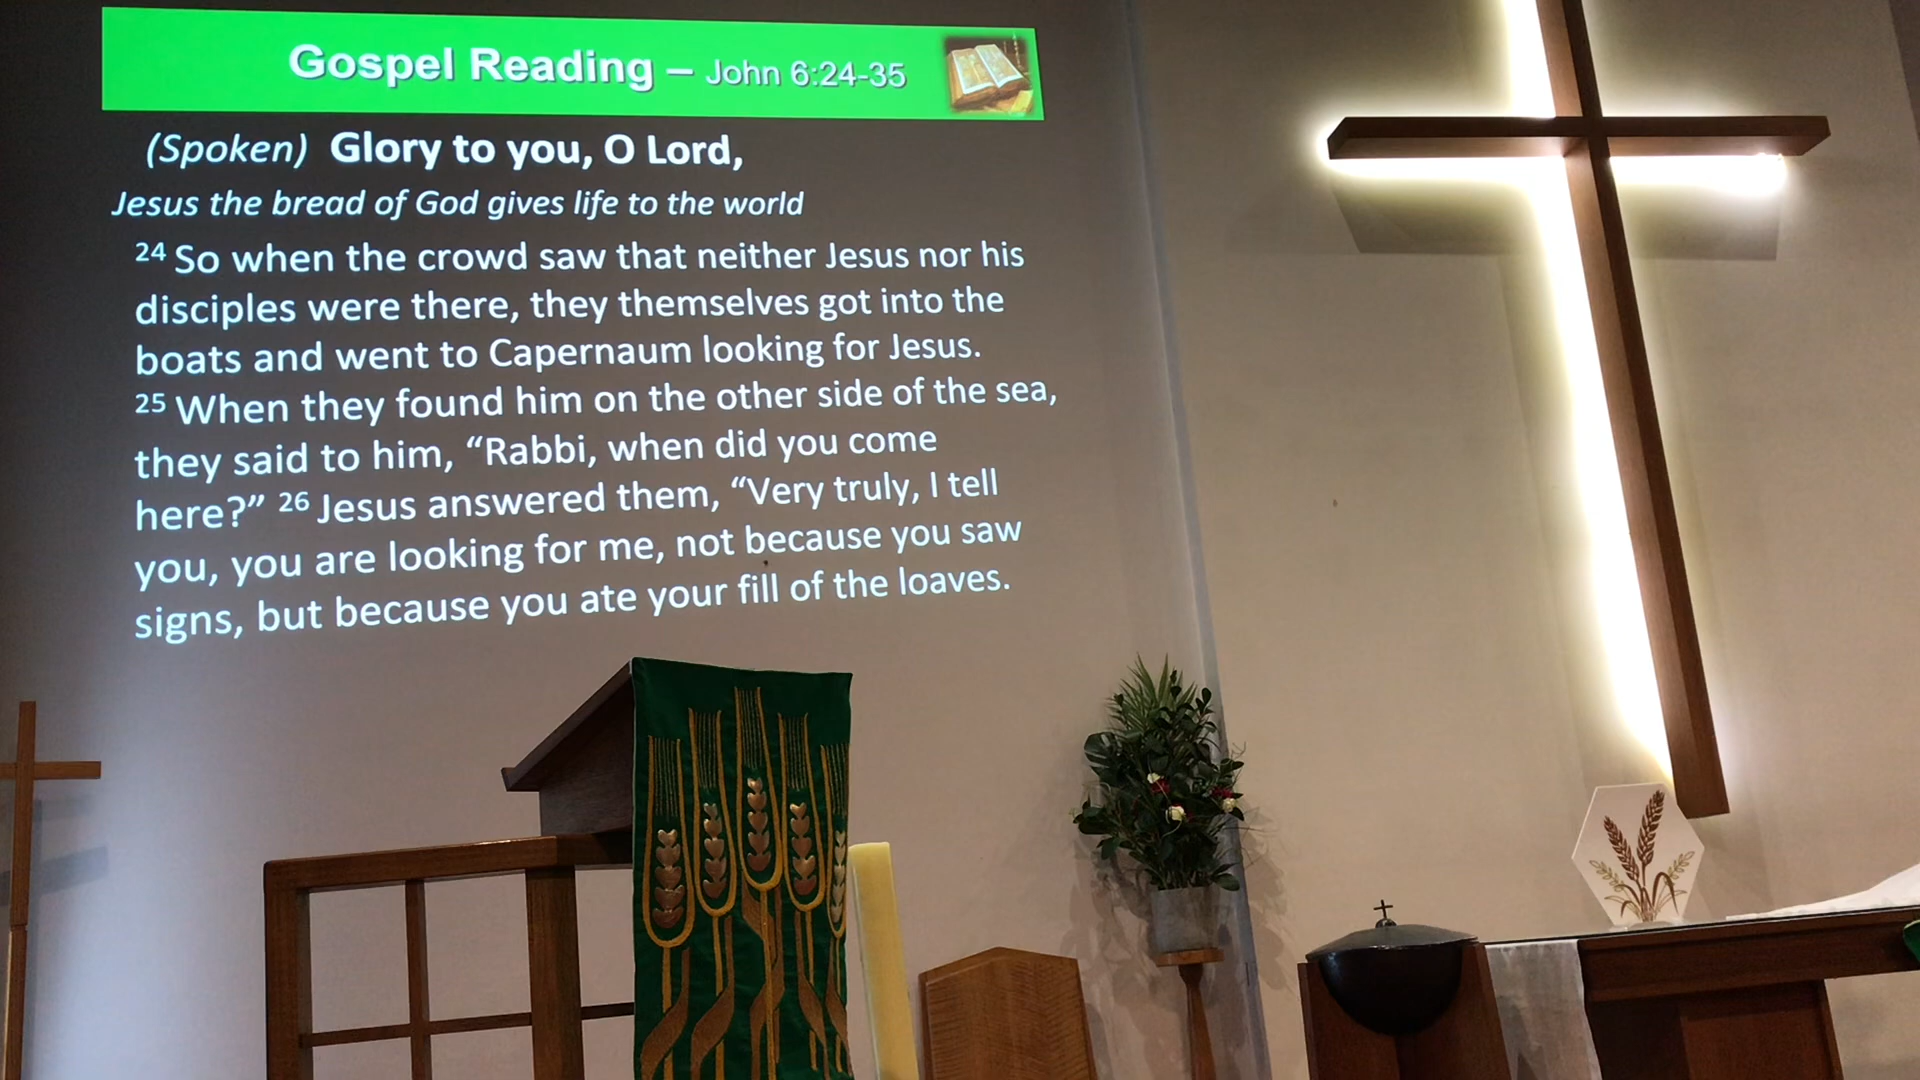 Gospel Reading – John 6:24-35
(Spoken) Glory to you, O Lord,
Jesus the bread of God gives life to the world
24 So when the crowd saw that neither Jesus nor his
disciples were there, they themselves got into the
boats and went to Capernaum looking for Jesus.
25 When they found him on the other side of the sea,
they said to him, “Rabbi, when did you come
here?” 26 Jesus answered them, “Very truly, I tell
you, you are looking for me, not because you saw
signs, but because you ate your fill of the loaves.